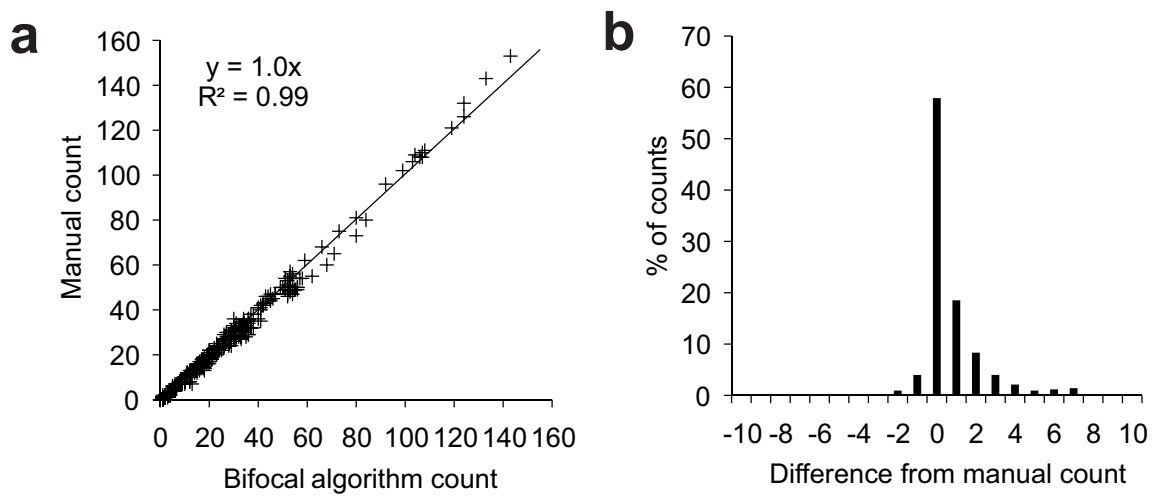 a
160
140
120
100
80
60
40
20
0
Manual count
y = 1.0x
R² = 0.99
0 20 40 60 80 100 120 140 160
Bifocal algorithm count
b
70
60
50
40
30
20
10
0
% of counts
-10 -8 -6 -4 -2 0 2 4 6 8 10
Difference from manual count